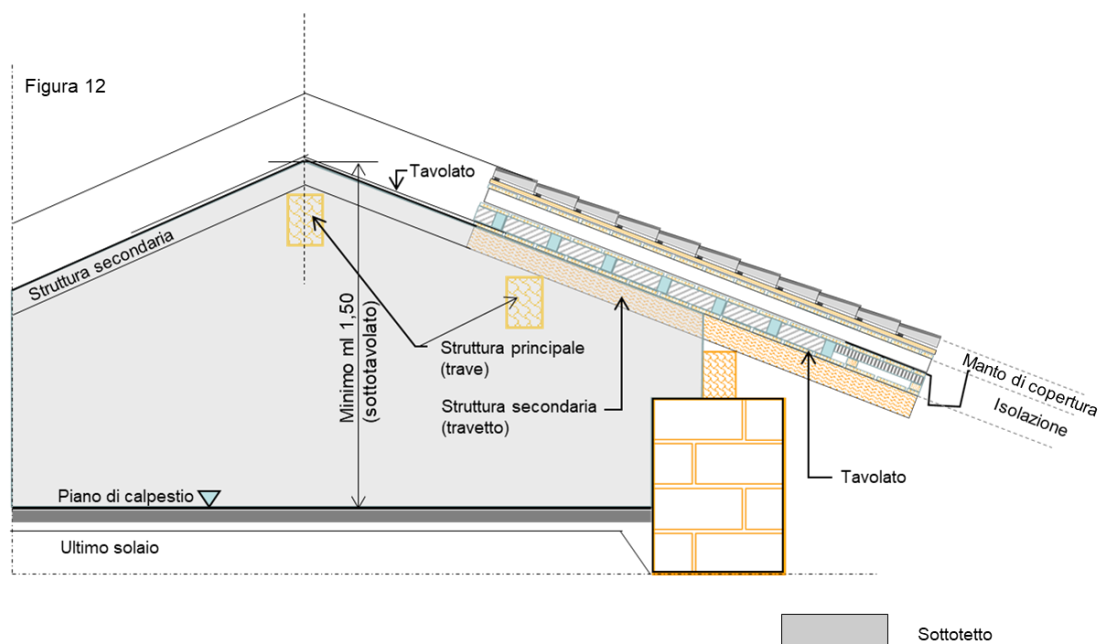 Figura 12
Tavolato
Struttura secondaria
Minimo ml 1,50
(sottotavolato)
Struttura principale
(trave)
Struttura secondaria
(travetto)
Manto di copertura
Isolazione
Tavolato
Piano di calpestio
Ultimo solaio
Sottotetto